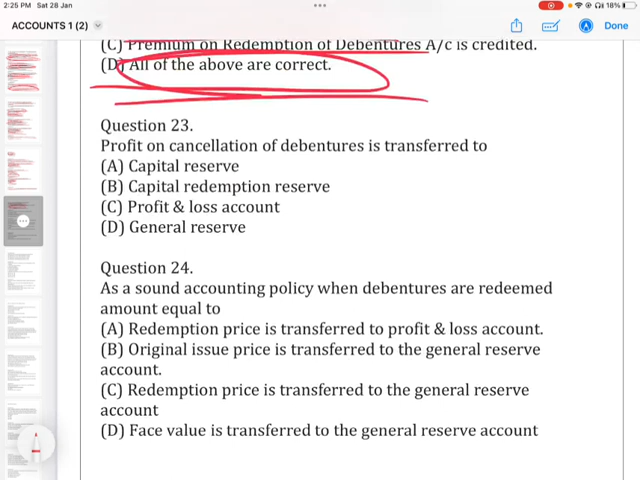 2:25 PM Sat 28 Jan
18%
ACCOUNTS 1 (2)
Done
(C) Premium on Redemption of Debentures A/c is credited.
(D) All of the above are correct.
Question 23.
Profit on cancellation of debentures is transferred to
(A) Capital reserve
(B) Capital redemption reserve
(C) Profit & loss account
(D) General reserve
Question 24.
As a sound accounting policy when debentures are redeemed
amount equal to
(A) Redemption price is transferred to profit & loss account.
(B) Original issue price is transferred to the general reserve
account.
(C) Redemption price is transferred to the general reserve
account
(D) Face value is transferred to the general reserve account